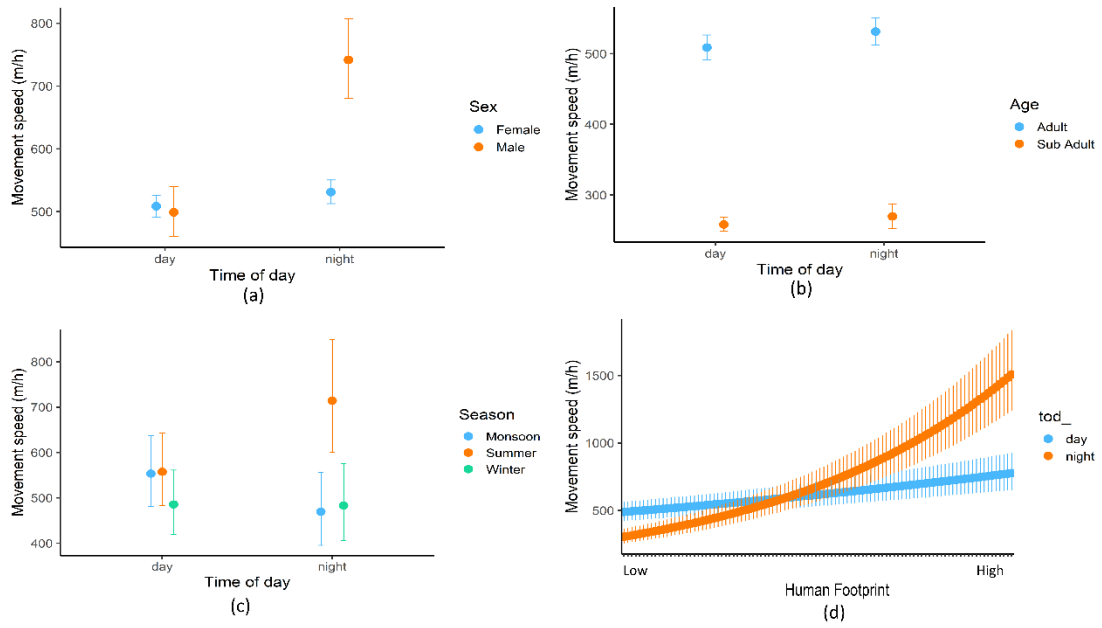 800
700
600
500
Movement speed (m/h)
day
night
Time of day
(a)
Sex
Female
Male
500
400
300
Movement speed (m/h)
day
night
Time of day
(b)
Age
Adult
Sub Adult
800
700
600
500
400
Movement speed (m/h)
day
night
Time of day
(c)
Season
Monsoon
Summer
Winter
1500
1000
500
Movement speed (m/h)
Low
High
Human Footprint
(d)
tod_
day
night